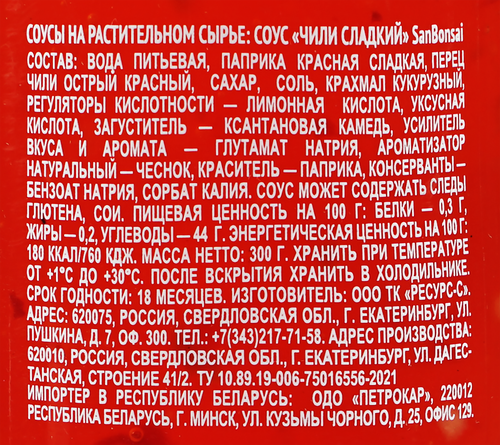 СОУСЫ НА РАСТИТЕЛЬНОМ СЫРЬЕ: СОУС «ЧИЛИ СЛАДКИЙ» SanBonsai
СОСТАВ: ВОДА ПИТЬЕВАЯ, ПАПРИКА КРАСНАЯ СЛАДКАЯ, ПЕРЕЦ
ЧИЛИ ОСТРЫЙ КРАСНЫЙ, САХАР, СОЛЬ, КРАХМАЛ КУКУРУЗНЫЙ,
РЕГУЛЯТОРЫ КИСЛОТНОСТИ — ЛИМОННАЯ КИСЛОТА, УКСУСНАЯ
КИСЛОТА, ЗАГУСТИТЕЛЬ — КСАНТАНОВАЯ КАМЕДЬ, УСИЛИТЕЛЬ
ВКУСА И АРОМАТА — ГЛУТАМАТ НАТРИЯ, АРОМАТИЗАТОР
НАТУРАЛЬНЫЙ — ЧЕСНОК, КРАСИТЕЛЬ — ПАПРИКА, КОНСЕРВАНТЫ —
БЕНЗОАТ НАТРИЯ, СОРБАТ КАЛИЯ. СОУС МОЖЕТ СОДЕРЖАТЬ СЛЕДЫ
ГЛЮТЕНА, СОИ. ПИЩЕВАЯ ЦЕННОСТЬ НА 100 Г: БЕЛКИ — 0,3 Г,
ЖИРЫ — 0,2, УГЛЕВОДЫ — 44 Г. ЭНЕРГЕТИЧЕСКАЯ ЦЕННОСТЬ НА 100 Г:
180 ККАЛ/760 КДЖ. МАССА НЕТТО: 300 Г. ХРАНИТЬ ПРИ ТЕМПЕРАТУРЕ
ОТ +1°С ДО +30°С. ПОСЛЕ ВСКРЫТИЯ ХРАНИТЬ В ХОЛОДИЛЬНИКЕ.
СРОК ГОДНОСТИ: 18 МЕСЯЦЕВ. ИЗГОТОВИТЕЛЬ: ООО ТК «РЕСУРС-С».
АДРЕС: 620075, РОССИЯ, СВЕРДЛОВСКАЯ ОБЛ., Г. ЕКАТЕРИНБУРГ, УЛ.
ПУШКИНА, Д. 7, ОФ. 300. ТЕЛ.: +7(343)217-71-58. АДРЕС ПРОИЗВОДСТВА:
620010, РОССИЯ, СВЕРДЛОВСКАЯ ОБЛ., Г. ЕКАТЕРИНБУРГ, УЛ. ДАГЕС-
ТАНСКАЯ, СТРОЕНИЕ 41/2. ТУ 10.89.19-006-75016556-2021
ИМПОРТЕР В РЕСПУБЛИКУ БЕЛАРУСЬ: ОДО «ПЕТРОКАР», 220012
РЕСПУБЛИКА БЕЛАРУСЬ, Г. МИНСК, УЛ. КУЗЬМЫ ЧОРНОГО, Д. 25, ОФИС 129.